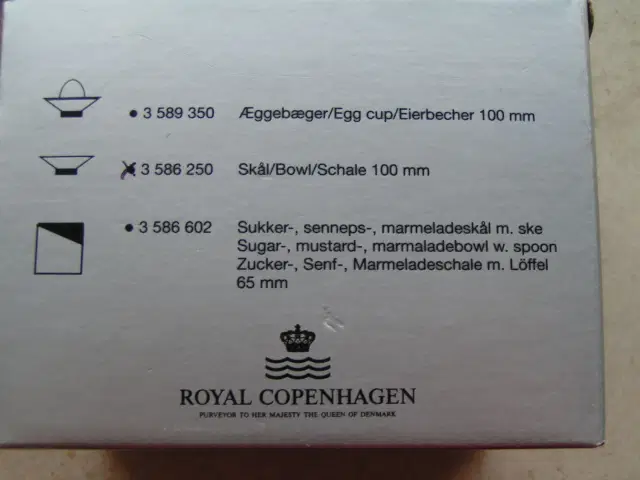 • 3 589 350 Æggebæger/Egg cup/Eierbecher 100 mm
3 586 250 Skål/Bowl/Schale 100 mm
• 3 586 602 Sukker-, senneps-, marmeladeskål m. ske
Sugar-, mustard-, marmaladebowl w. spoon
Zucker-, Senf-, Marmeladeschale m. Löffel
65 mm
ROYAL COPENHAGEN
PURVEYOR TO HER MAJESTY THE QUEEN OF DENMARK